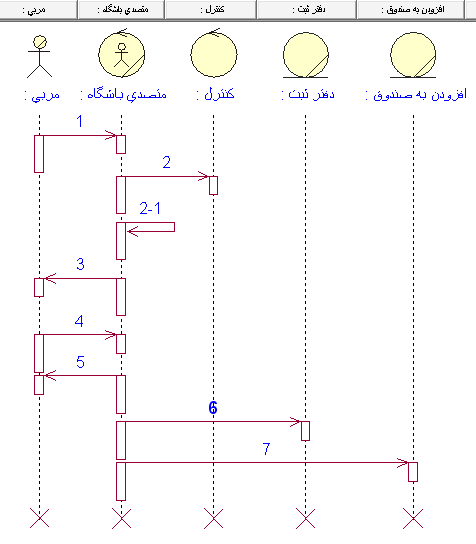 مربي :
متصدي باشگاه :
کنترل :
دفتر ثبت :
افزودن به صندوق :
مربي :
متصدي باشگاه :
کنترل :
دفتر ثبت :
افزودن به صندوق :
1
2
2-1
3
4
5
6
7